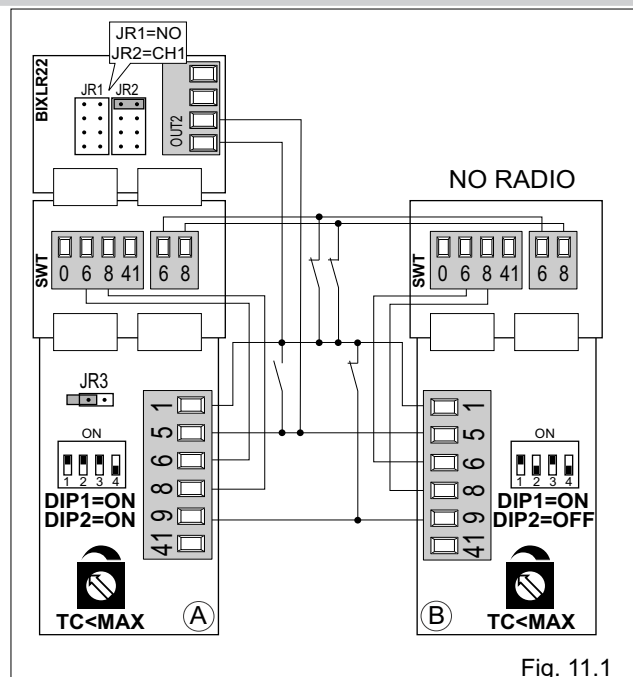 JR1=NO
JR2=CH1
BIXLR22
JR1 JR2
OUT2
NO RADIO
SWT
0 6 8 41 6 8
SWT
0 6 8 41 6 8
JR3
ON
1 2 3 4
DIP1=ON
DIP2=ON
TC<MAX
A
1
5
6
8
9
41
1
5
6
8
9
41
ON
1 2 3 4
DIP1=ON
DIP2=OFF
TC<MAX
B
Fig. 11.1